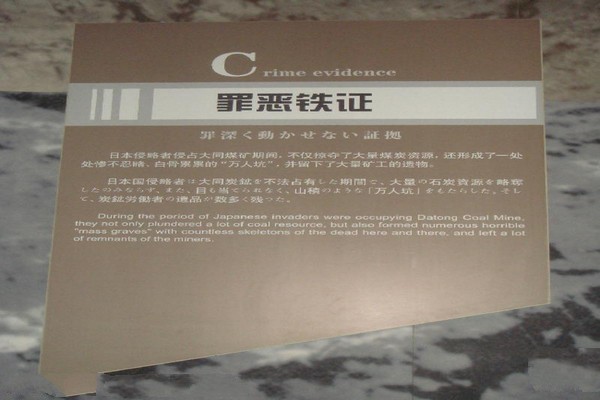 Crime evidence
罪恶铁证
罪深く動かせない証拠
日本侵略者侵占大同煤矿期间，不仅掠夺了大量煤炭资源，还形成了一处
处惨不忍睹、白骨累累的“万人坑”，并留下了大量矿工的遗物。
日本侵略者は大同炭鉱を不法占有した期間で、大量の石炭資源を略奪
したのみならず、また、目も当てられなく、山積のような「万人坑」をもたらした。そし
て、炭鉱労働者の遺品が数多く残った。
During the period of Japanese invaders were occupying Datong Coal Mine,
they not only plundered a lot of coal resource, but also formed numerous horrible
"mass graves" with countless skeletons of the dead here and there, and left a lot
of remnents of the miners.